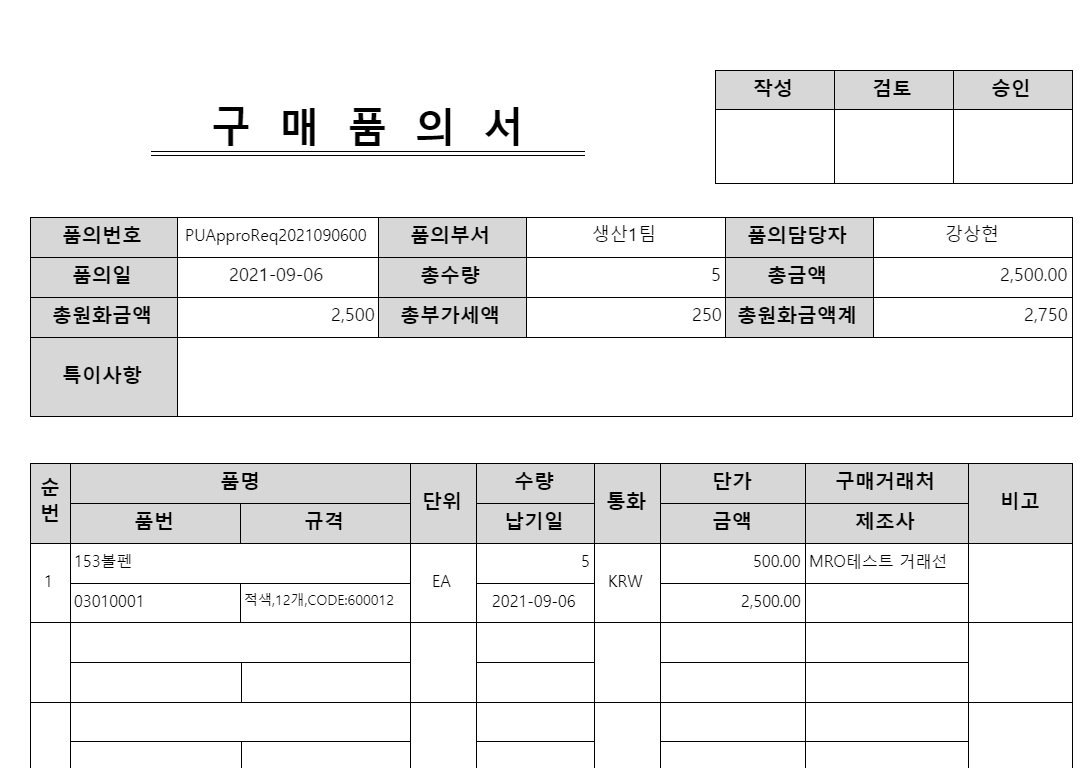 작성 검토 승인
구 매 품 의 서
품의번호 PUApproReq2021090600 품의부서 생산1팀 품의담당자 강상현
품의일 2021-09-06 총수량 5 총금액 2,500.00
총원화금액 2,500 총부가세액 250 총원화금액계 2,750
특이사항
순번 품명 단위 수량 통화 단가 구매거래처 비고
품번 규격 납기일 금액 제조사
1 153볼펜 EA 5 KRW 500.00 MRO테스트 거래선
03010001 적색,12개,CODE:600012 2021-09-06 2,500.00